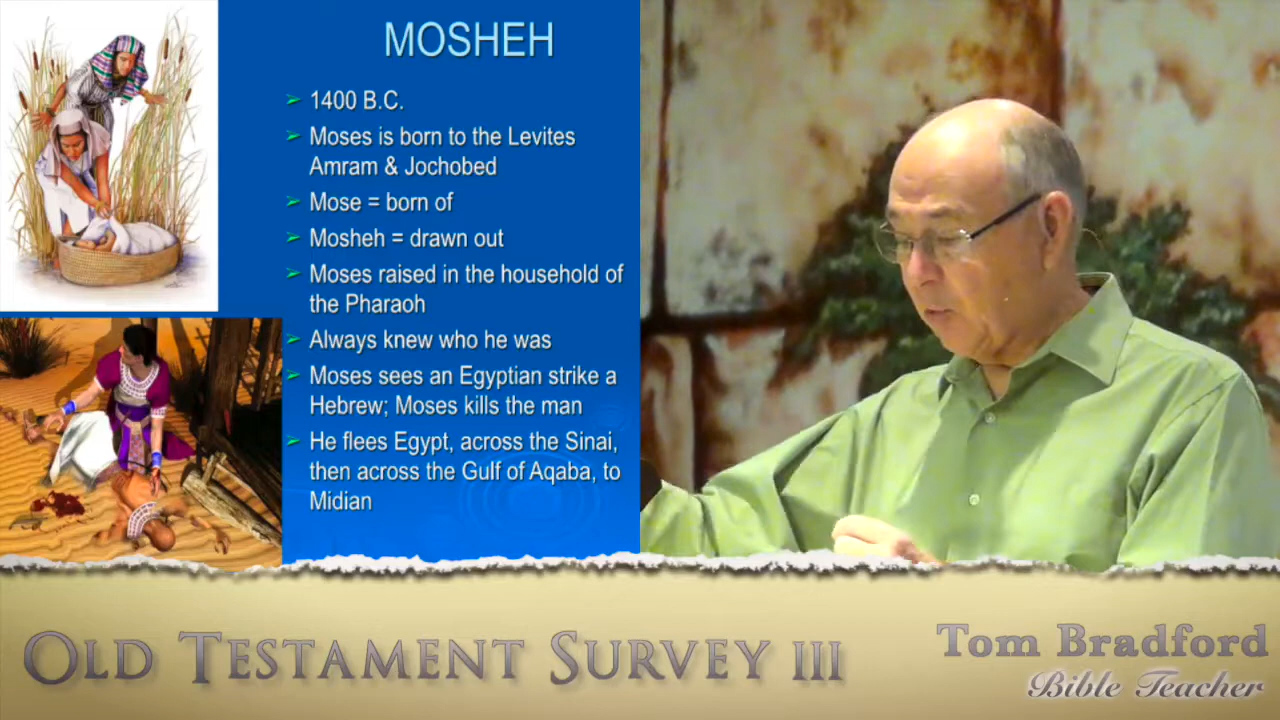 MOSHEH
➢ 1400 B.C.
➢ Moses is born to the Levites
Amram & Jochobed
➢ Mose = born of
➢ Mosheh = drawn out
➢ Moses raised in the household of
the Pharaoh
➢ Always knew who he was
➢ Moses sees an Egyptian strike a
Hebrew; Moses kills the man
➢ He flees Egypt, across the Sinai,
then across the Gulf of Aqaba, to
Midian
OLD TESTAMENT SURVEY III
Tom Bradford
Bible Teacher